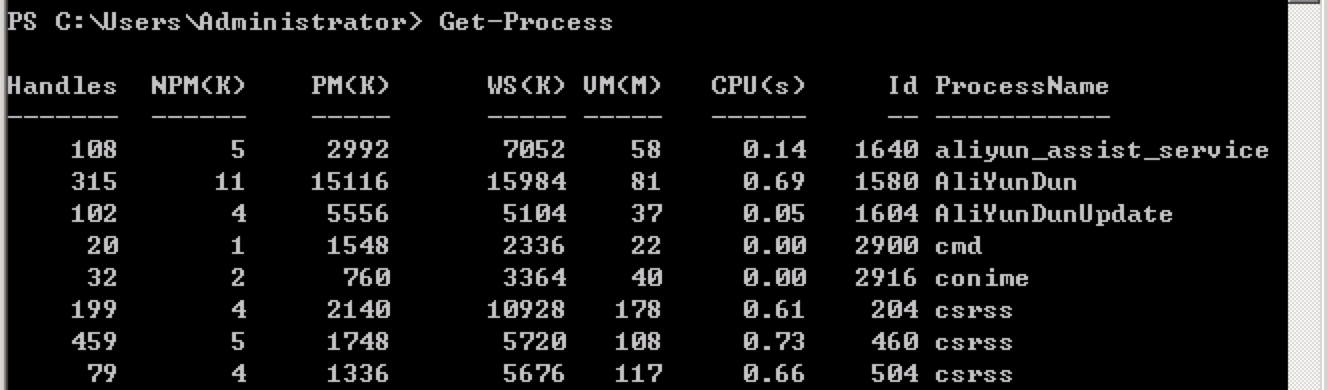 PS C:\Users\Administrator> Get-Process
Handles  NPM(K)    PM(K)      WS(K) VM(M)   CPU(s)     Id ProcessName
-------  ------    -----      ----- -----   ------     -- -----------
    108       5     2992       7052    58     0.14   1640 aliyun_assist_service
    315      11    15116      15984    81     0.69   1580 AliYunDun
    102       4     5556       5104    37     0.05   1604 AliYunDunUpdate
     20       1     1548       2336    22     0.00   2900 cmd
     32       2      760       3364    40     0.00   2916 conime
    199       4     2140      10928   178     0.61    204 csrss
    459       5     1748       5720   108     0.73    460 csrss
     79       4     1336       5676   117     0.66    504 csrss